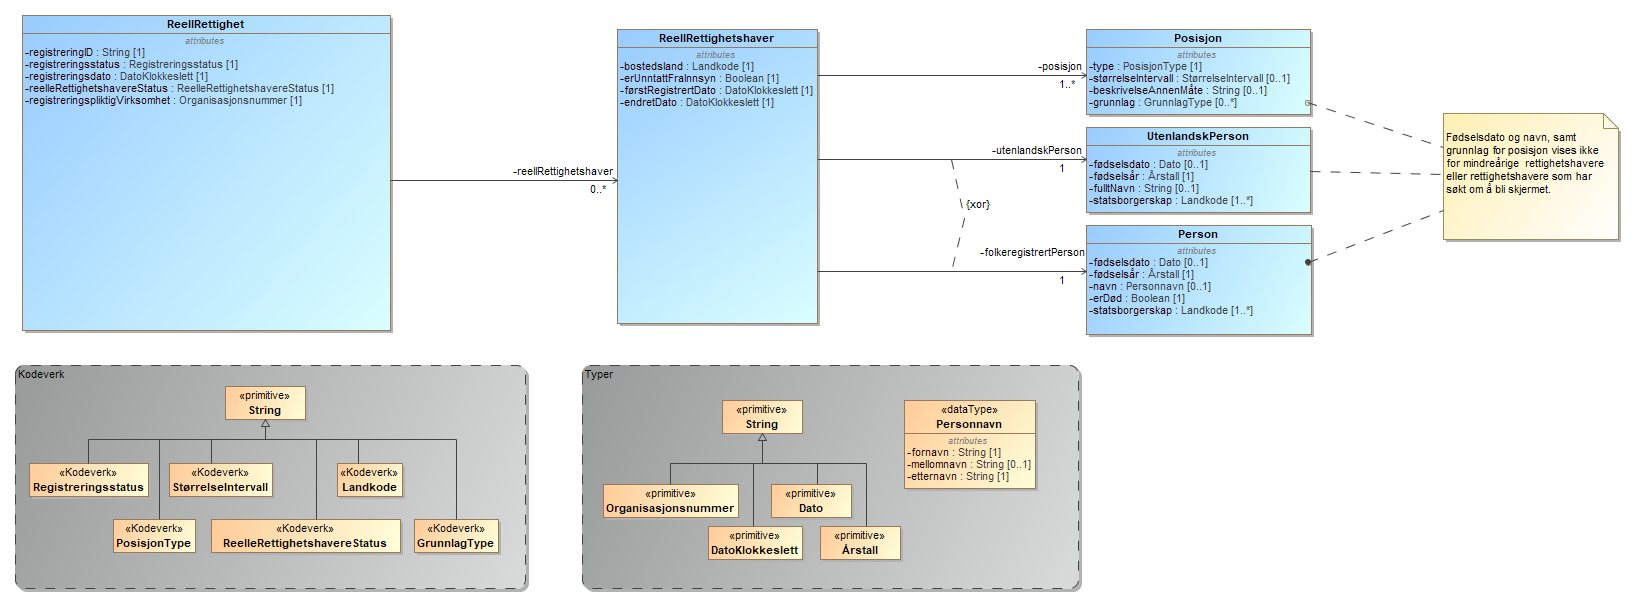 ReellRettighet
attributes
-registreringID : String [1]
-registreringsstatus : Registreringsstatus [1]
-registreringsdato : DatoKlokkeslett [1]
-reelleRettighetshavereStatus : ReelleRettighetshavereStatus [1]
-registreringspliktigVirksomhet : Organisasjonsnummer [1]
-reellRettighetshaver
0..*
ReellRettighetshaver
attributes
-bostedsland : Landkode [1]
-erUnntattFraInnsyn : Boolean [1]
-førstRegistrertDato : DatoKlokkeslett [1]
-endretDato : DatoKlokkeslett [1]
-posisjon
1..*
-utenlandskPerson
1
{xor}
-folkeregistrertPerson
1
Posisjon
attributes
-type : PosisjonType [1]
-størrelseIntervall : StørrelseIntervall [0..1]
-beskrivelseAnnenMåte : String [0..1]
-grunnlag : GrunnlagType [0..*]
UtenlandskPerson
attributes
-fødselsdato : Dato [0..1]
-fødselsår : Årstall [1]
-fulltNavn : String [0..1]
-statsborgerskap : Landkode [1..*]
Person
attributes
-fødselsdato : Dato [0..1]
-fødselsår : Årstall [1]
-navn : Personnavn [0..1]
-erDød : Boolean [1]
-statsborgerskap : Landkode [1..*]
Fødselsdato og navn, samt
grunnlag for posisjon vises ikke
for mindreårige rettighetshavere
eller rettighetshavere som har
søkt om å bli skjermet.
Kodeverk
«primitive»
String
«Kodeverk»
Registreringsstatus
«Kodeverk»
StørrelseIntervall
«Kodeverk»
Landkode
«Kodeverk»
PosisjonType
«Kodeverk»
ReelleRettighetshavereStatus
«Kodeverk»
GrunnlagType
Typer
«primitive»
String
«primitive»
Organisasjonsnummer
«primitive»
Dato
«primitive»
DatoKlokkeslett
«primitive»
Årstall
«dataType»
Personnavn
attributes
-fornavn : String [1]
-mellomnavn : String [0..1]
-etternavn : String [1]